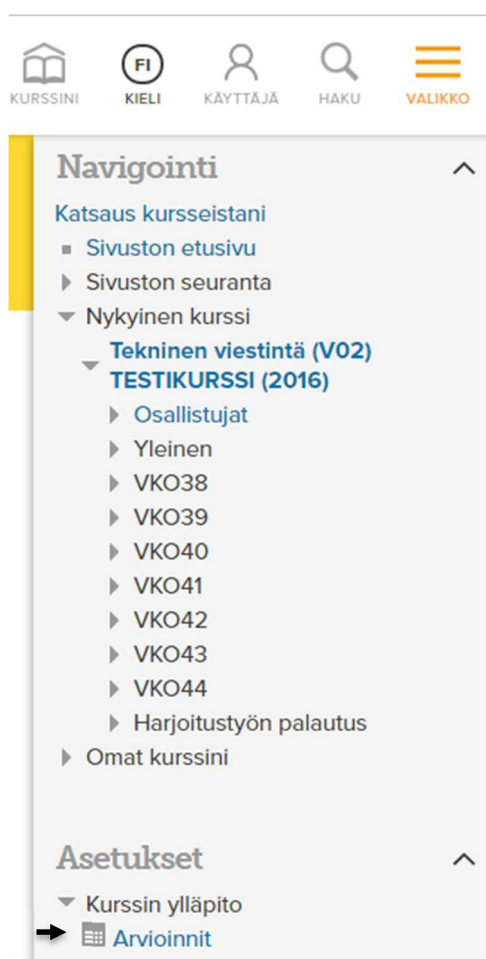 KURSSINI
FI
KIELI
KÄYTTÄJÄ
HAKU
VALIKKO
Navigointi
Katsaus kursseistani
Sivuston etusivu
Sivuston seuranta
Nykyinen kurssi
Tekninen viestintä (V02)
TESTIKURSSI (2016)
Osallistujat
Yleinen
VKO38
VKO39
VKO40
VKO41
VKO42
VKO43
VKO44
Harjoitustyön palautus
Omat kurssini
Asetukset
Kurssin ylläpito
Arvioinnit